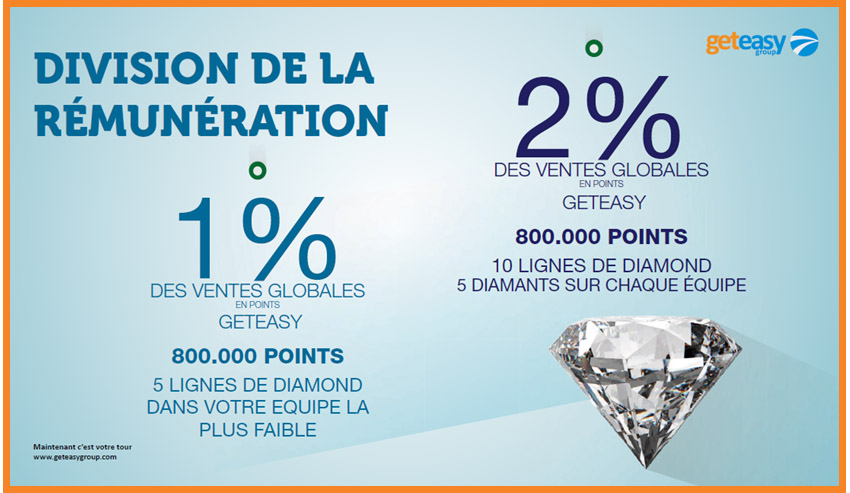 DIVISION DE LA
RÉMUNÉRATION
1%
DES VENTES GLOBALES
EN POINTS
GETEASY
800.000 POINTS
5 LIGNES DE DIAMOND
DANS VOTRE EQUIPE LA
PLUS FAIBLE
geteasy
group
2%
DES VENTES GLOBALES
EN POINTS
GETEASY
800.000 POINTS
10 LIGNES DE DIAMOND
5 DIAMANTS SUR CHAQUE ÉQUIPE
Maintenant c'est votre tour
www.geteasygroup.com